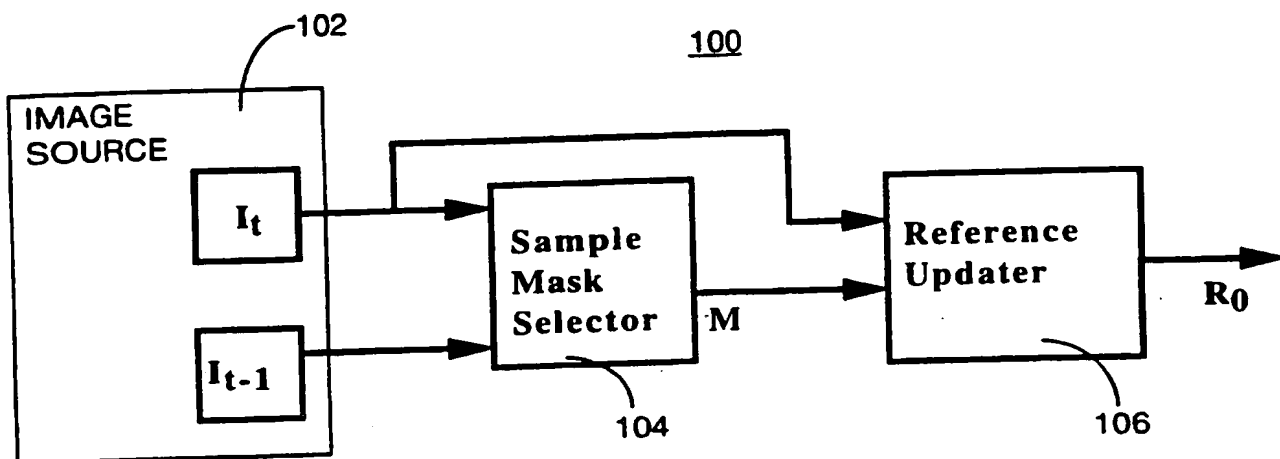 102
100
IMAGE
SOURCE
It
Sample
Mask
Selector
Reference
Updater
M
R0
It-1
104
106